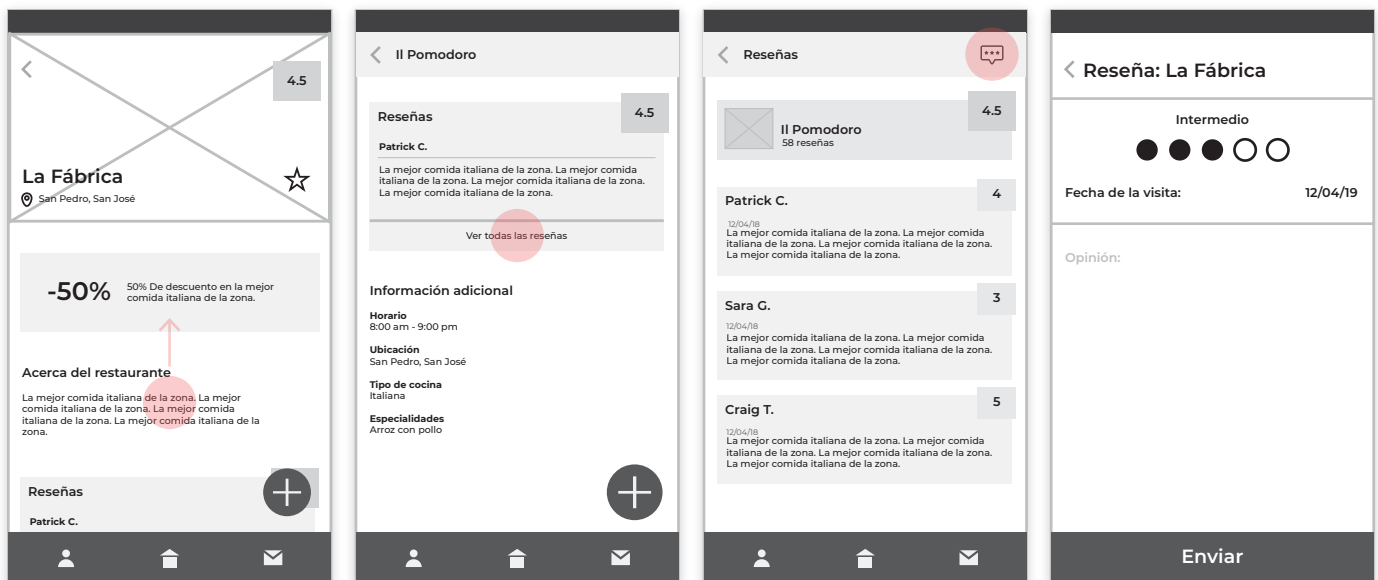 4.5
La Fábrica
San Pedro, San José
-50%
50% De descuento en la mejor
comida italiana de la zona.
Acerca del restaurante
La mejor comida italiana de la zona. La mejor
comida italiana de la zona. La mejor comida
italiana de la zona. La mejor comida italiana de la
zona.
Reseñas
Patrick C.
Il Pomodoro
4.5
Reseñas
Patrick C.
La mejor comida italiana de la zona. La mejor comida
italiana de la zona. La mejor comida italiana de la zona.
La mejor comida italiana de la zona.
Ver todas las reseñas
Información adicional
Horario
8:00 am - 9:00 pm
Ubicación
San Pedro, San José
Tipo de cocina
Italiana
Especialidades
Arroz con pollo
Reseñas
4.5
Il Pomodoro
58 reseñas
4
Patrick C.
12/04/18
La mejor comida italiana de la zona. La mejor comida
italiana de la zona. La mejor comida italiana de la zona.
La mejor comida italiana de la zona.
3
Sara G.
12/04/18
La mejor comida italiana de la zona. La mejor comida
italiana de la zona. La mejor comida italiana de la zona.
La mejor comida italiana de la zona.
5
Craig T.
12/04/18
La mejor comida italiana de la zona. La mejor comida
italiana de la zona. La mejor comida italiana de la zona.
La mejor comida italiana de la zona.
Reseña: La Fábrica
Intermedio
Fecha de la visita: 12/04/19
Opinión:
Enviar